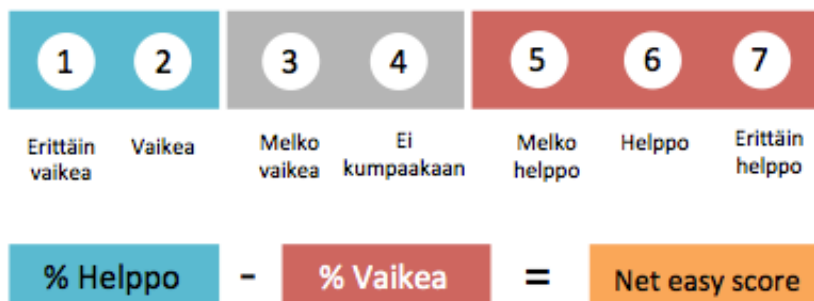 1 2 3 4 5 6 7
Erittäin vaikea
Vaikea
Melko vaikea
Ei kumpaakaan
Melko helppo
Helppo
Erittäin helppo
% Helppo - % Vaikea = Net easy score